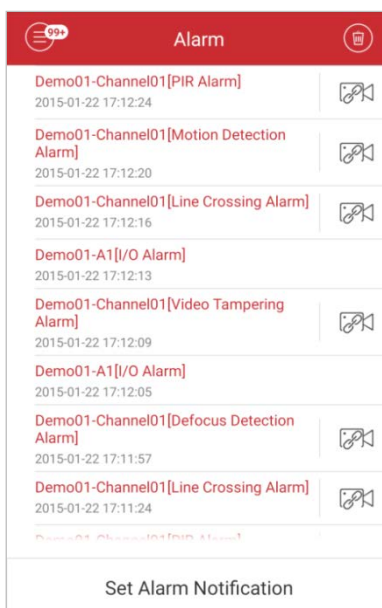 99+
Alarm
Demo01-Channel01[PIR Alarm]
2015-01-22 17:12:24
Demo01-Channel01[Motion Detection
Alarm]
2015-01-22 17:12:20
Demo01-Channel01[Line Crossing Alarm]
2015-01-22 17:12:16
Demo01-A1[I/O Alarm]
2015-01-22 17:12:13
Demo01-Channel01[Video Tampering
Alarm]
2015-01-22 17:12:09
Demo01-A1[I/O Alarm]
2015-01-22 17:12:05
Demo01-Channel01[Defocus Detection
Alarm]
2015-01-22 17:11:57
Demo01-Channel01[Line Crossing Alarm]
2015-01-22 17:11:24
Demo01-Channel01[PIR Alarm]
Set Alarm Notification